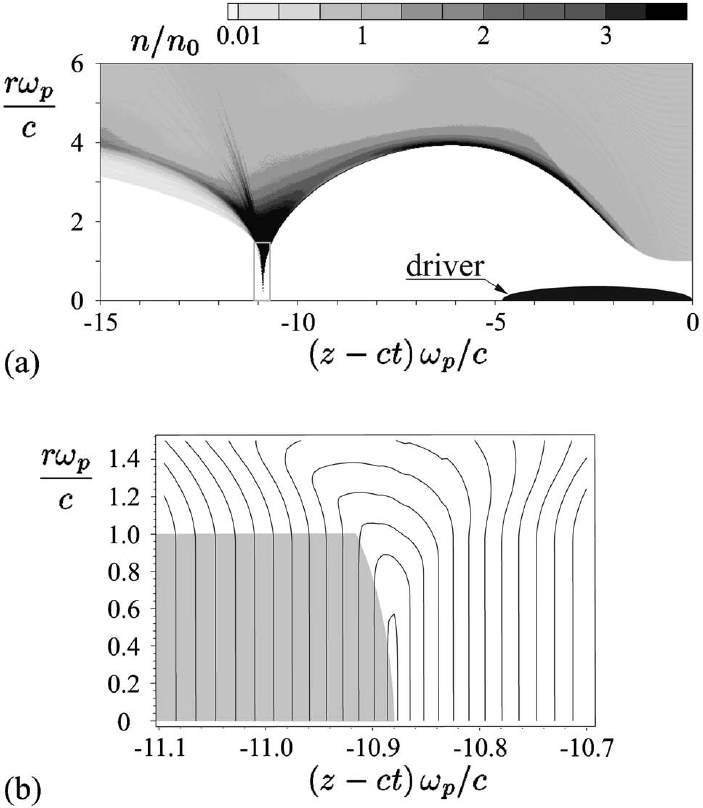 n/n₀
0.01 1 2 3
rωₚ/c
6
4
2
0
driver
-15 -10 -5 0
(z − ct) ωₚ/c
(a)
rωₚ/c
1.4
1.2
1.0
0.8
0.6
0.4
0.2
0
-11.1 -11.0 -10.9 -10.8 -10.7
(z − ct) ωₚ/c
(b)